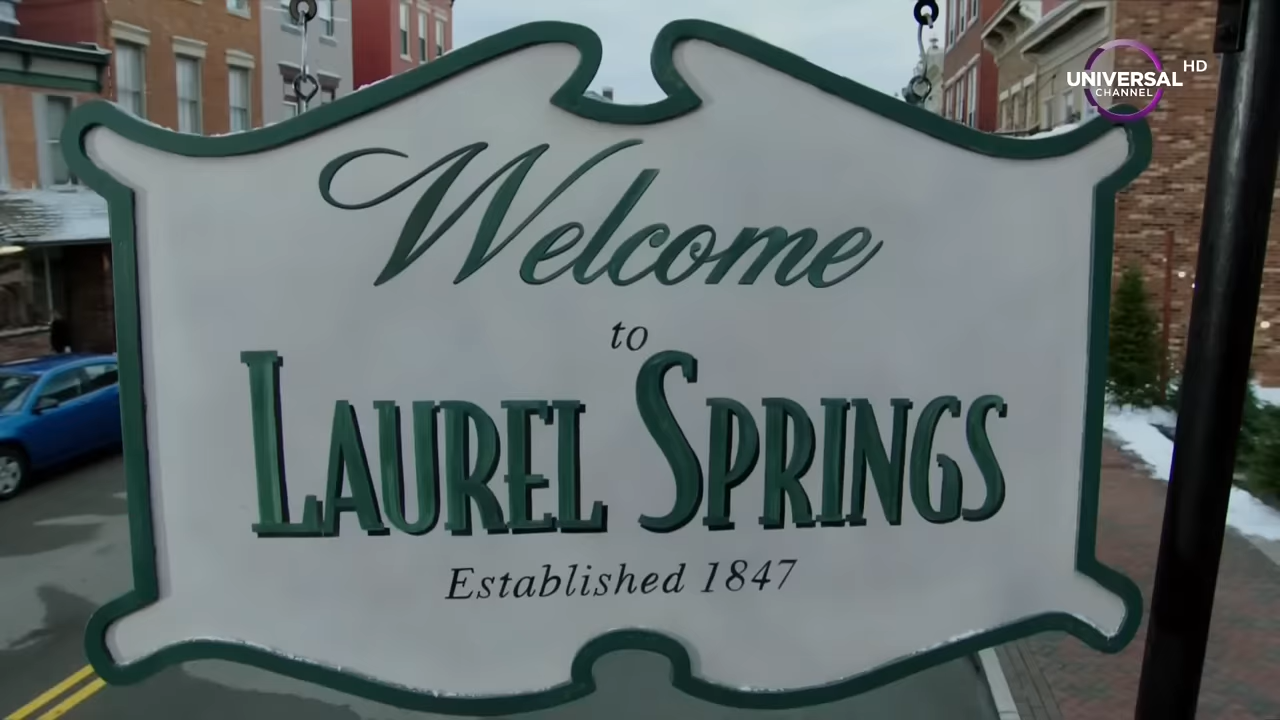 UNIVERSAL HD
CHANNEL
Welcome
to
LAUREL SPRINGS
Established 1847